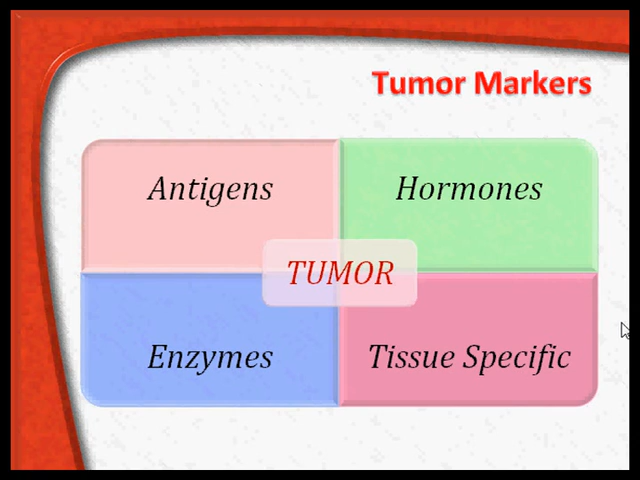 Tumor Markers
Antigens
Hormones
TUMOR
Enzymes
Tissue Specific